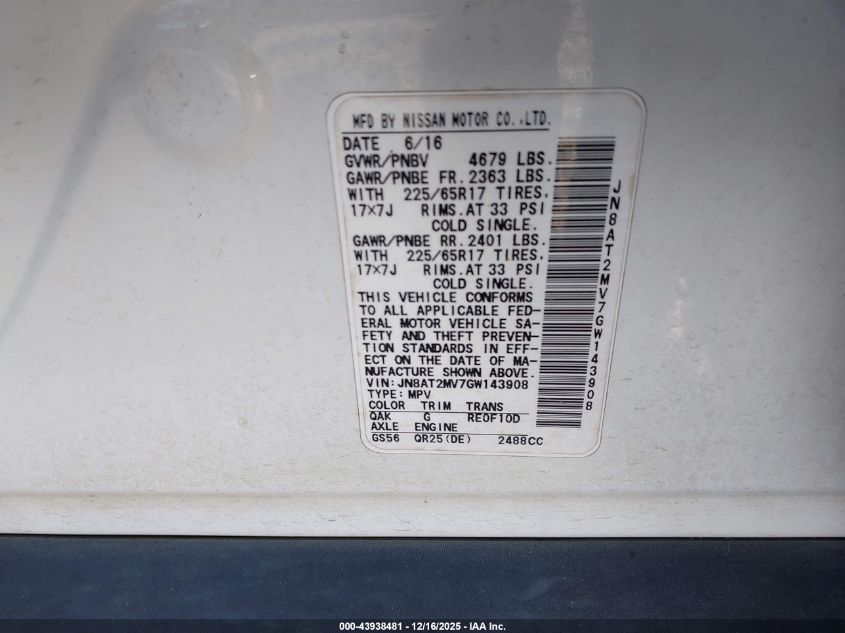 MFD BY NISSAN MOTOR CO.,LTD.
DATE 6/16
GVWR/PNBV 4679 LBS.
GAWR/PNBE FR. 2363 LBS.
WITH 225/65R17 TIRES.
17×7J RIMS. AT 33 PSI
COLD SINGLE.
GAWR/PNBE RR. 2401 LBS.
WITH 225/65R17 TIRES.
17×7J RIMS. AT 33 PSI
COLD SINGLE.
THIS VEHICLE CONFORMS
TO ALL APPLICABLE FED-
ERAL MOTOR VEHICLE SA-
FETY AND THEFT PREVEN-
TION STANDARDS IN EFF-
ECT ON THE DATE OF MA-
NUFACTURE SHOWN ABOVE.
VIN:JN8AT2MV7GW143908
TYPE:MPV
COLOR TRIM TRANS
QAK G RE0F10D
AXLE ENGINE
GS56 QR25(DE) 2488CC
JN8AT2MV7GW143908
000-43938481 - 12/16/2025 - IAA Inc.